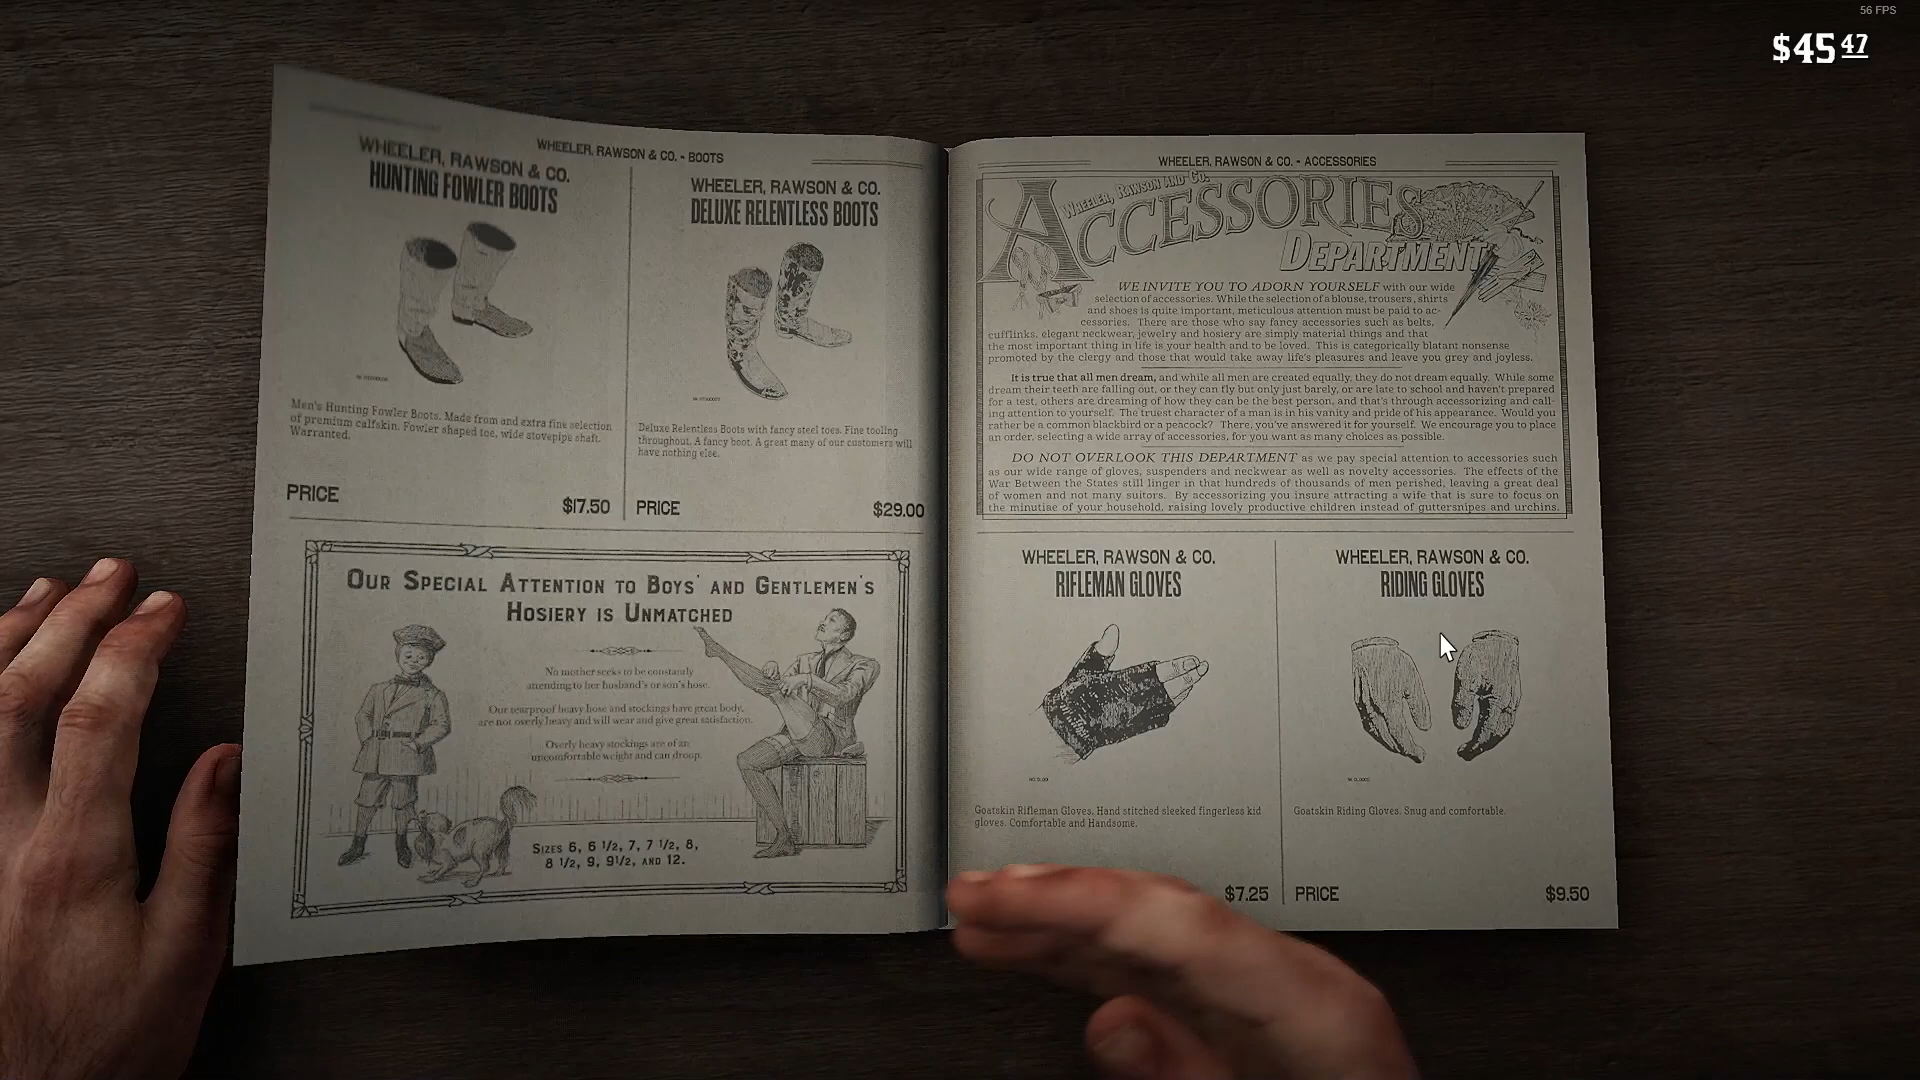 56 FPS
$45 47
WHEELER, RAWSON & CO. - BOOTS
WHEELER, RAWSON & CO.
HUNTING FOWLER BOOTS
Men's Hunting Fowler Boots. Made from and extra fine selection
of premium calfskin. Fowler shaped toe, wide stovepipe shaft.
Warranted.
PRICE
$17.50
WHEELER, RAWSON & CO.
DELUXE RELENTLESS BOOTS
Deluxe Relentless Boots with fancy steel toes. Fine tooling
throughout. A fancy boot. A great many of our customers will
have nothing else.
PRICE
$29.00
OUR SPECIAL ATTENTION TO BOYS' AND GENTLEMEN'S
HOSIERY IS UNMATCHED
No mother seeks to be constantly
attending to her husband's or son's hose.
Our tearproof heavy hose and stockings have great body,
are not overly heavy and will wear and give great satisfaction.
Overly heavy stockings are of an
uncomfortable weight and can droop.
SIZES 6, 6 1/2, 7, 7 1/2, 8,
8 1/2, 9, 9 1/2, AND 12.
WHEELER, RAWSON & CO. - ACCESSORIES
WHEELER, RAWSON AND CO.
ACCESSORIES
DEPARTMENT
WE INVITE YOU TO ADORN YOURSELF with our wide
selection of accessories. While the selection of a blouse, trousers, shirts
and shoes is quite important, meticulous attention must be paid to ac-
cessories. There are those who say fancy accessories such as belts,
cufflinks, elegant neckwear, jewelry and hosiery are simply material things and that
the most important thing in life is your health and to be loved. This is categorically blatant nonsense
promoted by the clergy and those that would take away life's pleasures and leave you grey and joyless.
It is true that all men dream, and while all men are created equally, they do not dream equally. While some
dream their teeth are falling out, or they can fly but only just barely, or are late to school and haven't prepared
for a test, others are dreaming of how they can be the best person, and that's through accessorizing and call-
ing attention to yourself. The truest character of a man is in his vanity and pride of his appearance. Would you
rather be a common blackbird or a peacock? There, you've answered it for yourself. We encourage you to place
an order, selecting a wide array of accessories, for you want as many choices as possible.
DO NOT OVERLOOK THIS DEPARTMENT as we pay special attention to accessories such
as our wide range of gloves, suspenders and neckwear as well as novelty accessories. The effects of the
War Between the States still linger in that hundreds of thousands of men perished, leaving a great deal
of women and not many suitors. By accessorizing you insure attracting a wife that is sure to focus on
the minutiae of your household, raising lovely productive children instead of guttersnipes and urchins.
WHEELER, RAWSON & CO.
RIFLEMAN GLOVES
Goatskin Rifleman Gloves. Hand stitched sleeked fingerless kid
gloves. Comfortable and Handsome.
$7.25
WHEELER, RAWSON & CO.
RIDING GLOVES
Goatskin Riding Gloves. Snug and comfortable.
PRICE
$9.50